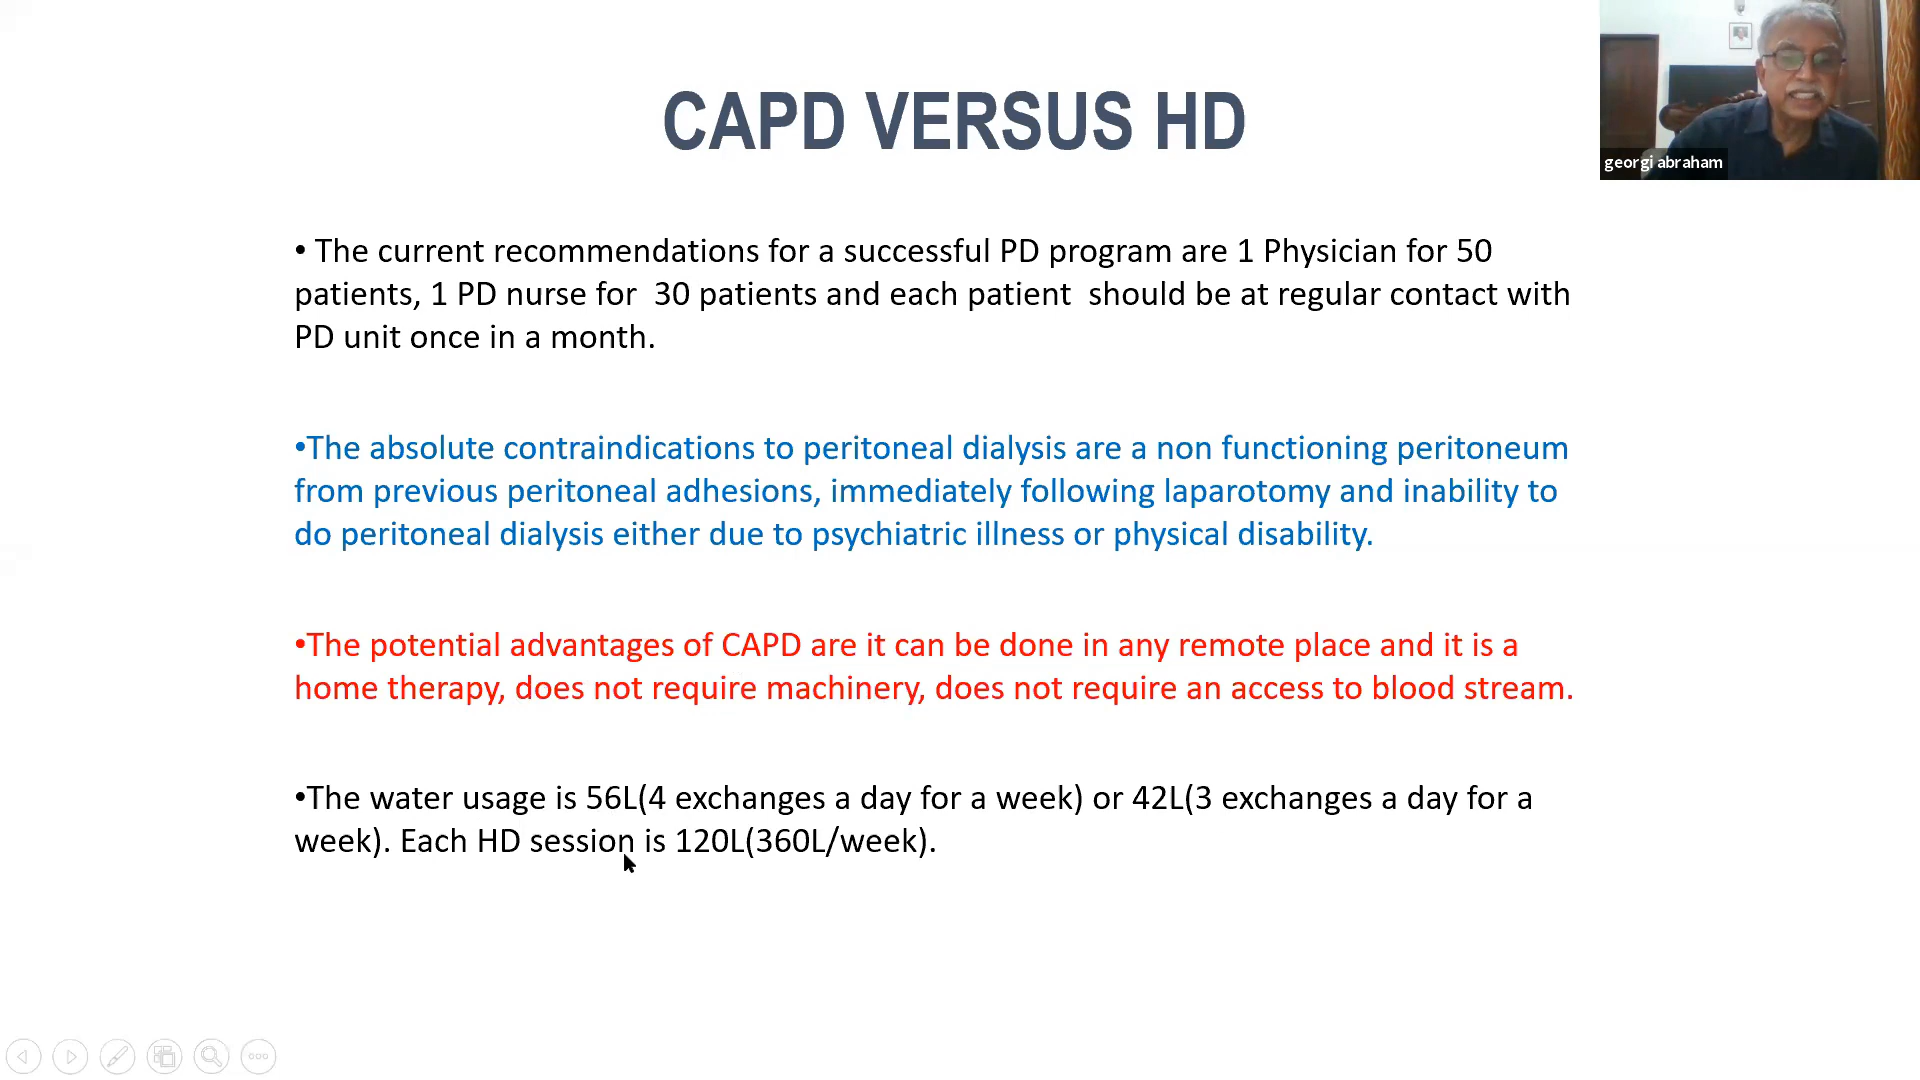 CAPD VERSUS HD
georgi abraham
• The current recommendations for a successful PD program are 1 Physician for 50
patients, 1 PD nurse for  30 patients and each patient  should be at regular contact with
PD unit once in a month.
•The absolute contraindications to peritoneal dialysis are a non functioning peritoneum
from previous peritoneal adhesions, immediately following laparotomy and inability to
do peritoneal dialysis either due to psychiatric illness or physical disability.
•The potential advantages of CAPD are it can be done in any remote place and it is a
home therapy, does not require machinery, does not require an access to blood stream.
•The water usage is 56L(4 exchanges a day for a week) or 42L(3 exchanges a day for a
week). Each HD session is 120L(360L/week).